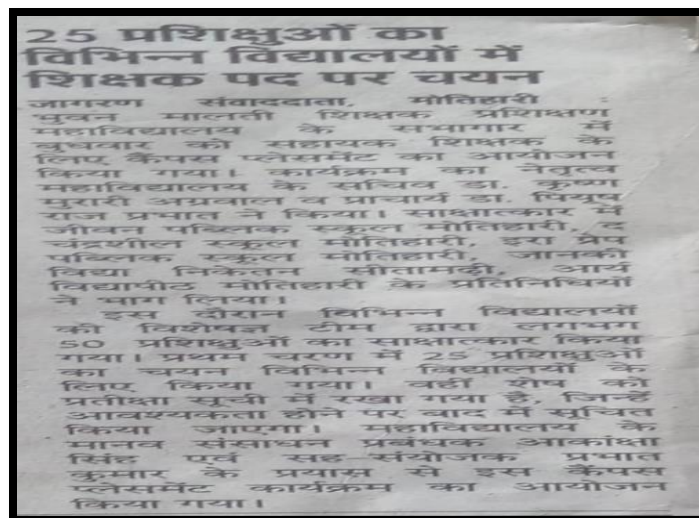 25 प्रशिक्षुओं का
विभिन्न विद्यालयों में
शिक्षक पद पर चयन
जागरण संवाददाता, मोतिहारी :
भुवन मालती शिक्षक प्रशिक्षण
महाविद्यालय के सभागार में
बुधवार को सहायक शिक्षक के
लिए कैंपस प्लेसमेंट का आयोजन
किया गया। कार्यक्रम का नेतृत्व
महाविद्यालय के सचिव डा. कृष्ण
मुरारी अग्रवाल व प्राचार्य डा. पियूष
राज प्रभात ने किया। साक्षात्कार में
जीवन पब्लिक स्कूल मोतिहारी, द
चंद्रशील स्कूल मोतिहारी, इरा प्रेप
पब्लिक स्कूल मोतिहारी, जानकी
विद्या निकेतन सीतामढ़ी, आर्य
विद्यापीठ मोतिहारी के प्रतिनिधियों
ने भाग लिया।
इस दौरान विभिन्न विद्यालयों
की विशेषज्ञ टीम द्वारा लगभग
50 प्रशिक्षुओं का साक्षात्कार किया
गया। प्रथम चरण में 25 प्रशिक्षुओं
का चयन विभिन्न विद्यालयों के
लिए किया गया। वहीं शेष को
प्रतीक्षा सूची में रखा गया है, जिन्हें
आवश्यकता होने पर बाद में सूचित
किया जाएगा। महाविद्यालय के
मानव संसाधन प्रबंधक आकांक्षा
सिंह एवं सह-संयोजक प्रभात
कुमार के प्रयास से इस कैंपस
प्लेसमेंट कार्यक्रम का आयोजन
किया गया।